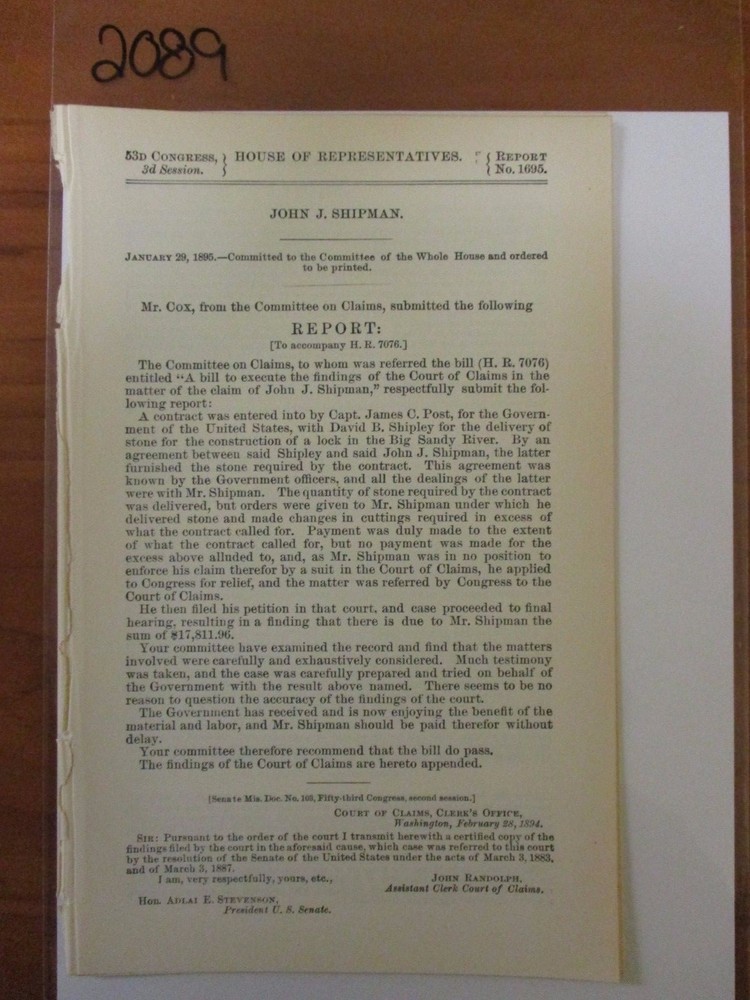 2089
53D CONGRESS, } HOUSE OF REPRESENTATIVES. { REPORT
3d Session. } { No. 1695.
JOHN J. SHIPMAN.
JANUARY 29, 1895.—Committed to the Committee of the Whole House and ordered
to be printed.
Mr. COX, from the Committee on Claims, submitted the following
REPORT:
[To accompany H. R. 7076.]
The Committee on Claims, to whom was referred the bill (H. R. 7076)
entitled "A bill to execute the findings of the Court of Claims in the
matter of the claim of John J. Shipman," respectfully submit the fol-
lowing report:
A contract was entered into by Capt. James C. Post, for the Govern-
ment of the United States, with David B. Shipley for the delivery of
stone for the construction of a lock in the Big Sandy River. By an
agreement between said Shipley and said John J. Shipman, the latter
furnished the stone required by the contract. This agreement was
known by the Government officers, and all the dealings of the latter
were with Mr. Shipman. The quantity of stone required by the contract
was delivered, but orders were given to Mr. Shipman under which he
delivered stone and made changes in cuttings required in excess of
what the contract called for. Payment was duly made to the extent
of what the contract called for, but no payment was made for the
excess above alluded to, and, as Mr. Shipman was in no position to
enforce his claim therefor by a suit in the Court of Claims, he applied
to Congress for relief, and the matter was referred by Congress to the
Court of Claims.
He then filed his petition in that court, and case proceeded to final
hearing, resulting in a finding that there is due to Mr. Shipman the
sum of $17,811.96.
Your committee have examined the record and find that the matters
involved were carefully and exhaustively considered. Much testimony
was taken, and the case was carefully prepared and tried on behalf of
the Government with the result above named. There seems to be no
reason to question the accuracy of the findings of the court.
The Government has received and is now enjoying the benefit of the
material and labor, and Mr. Shipman should be paid therefor without
delay.
Your committee therefore recommend that the bill do pass.
The findings of the Court of Claims are hereto appended.
[Senate Mis. Doc. No. 103, Fifty-third Congress, second session.]
COURT OF CLAIMS, CLERK'S OFFICE,
Washington, February 28, 1894.
SIR: Pursuant to the order of the court I transmit herewith a certified copy of the
findings filed by the court in the aforesaid cause, which case was referred to this court
by the resolution of the Senate of the United States under the acts of March 3, 1883,
and of March 3, 1887.
I am, very respectfully, yours, etc., JOHN RANDOLPH,
Assistant Clerk Court of Claims.
Hon. ADLAI E. STEVENSON,
President U. S. Senate.